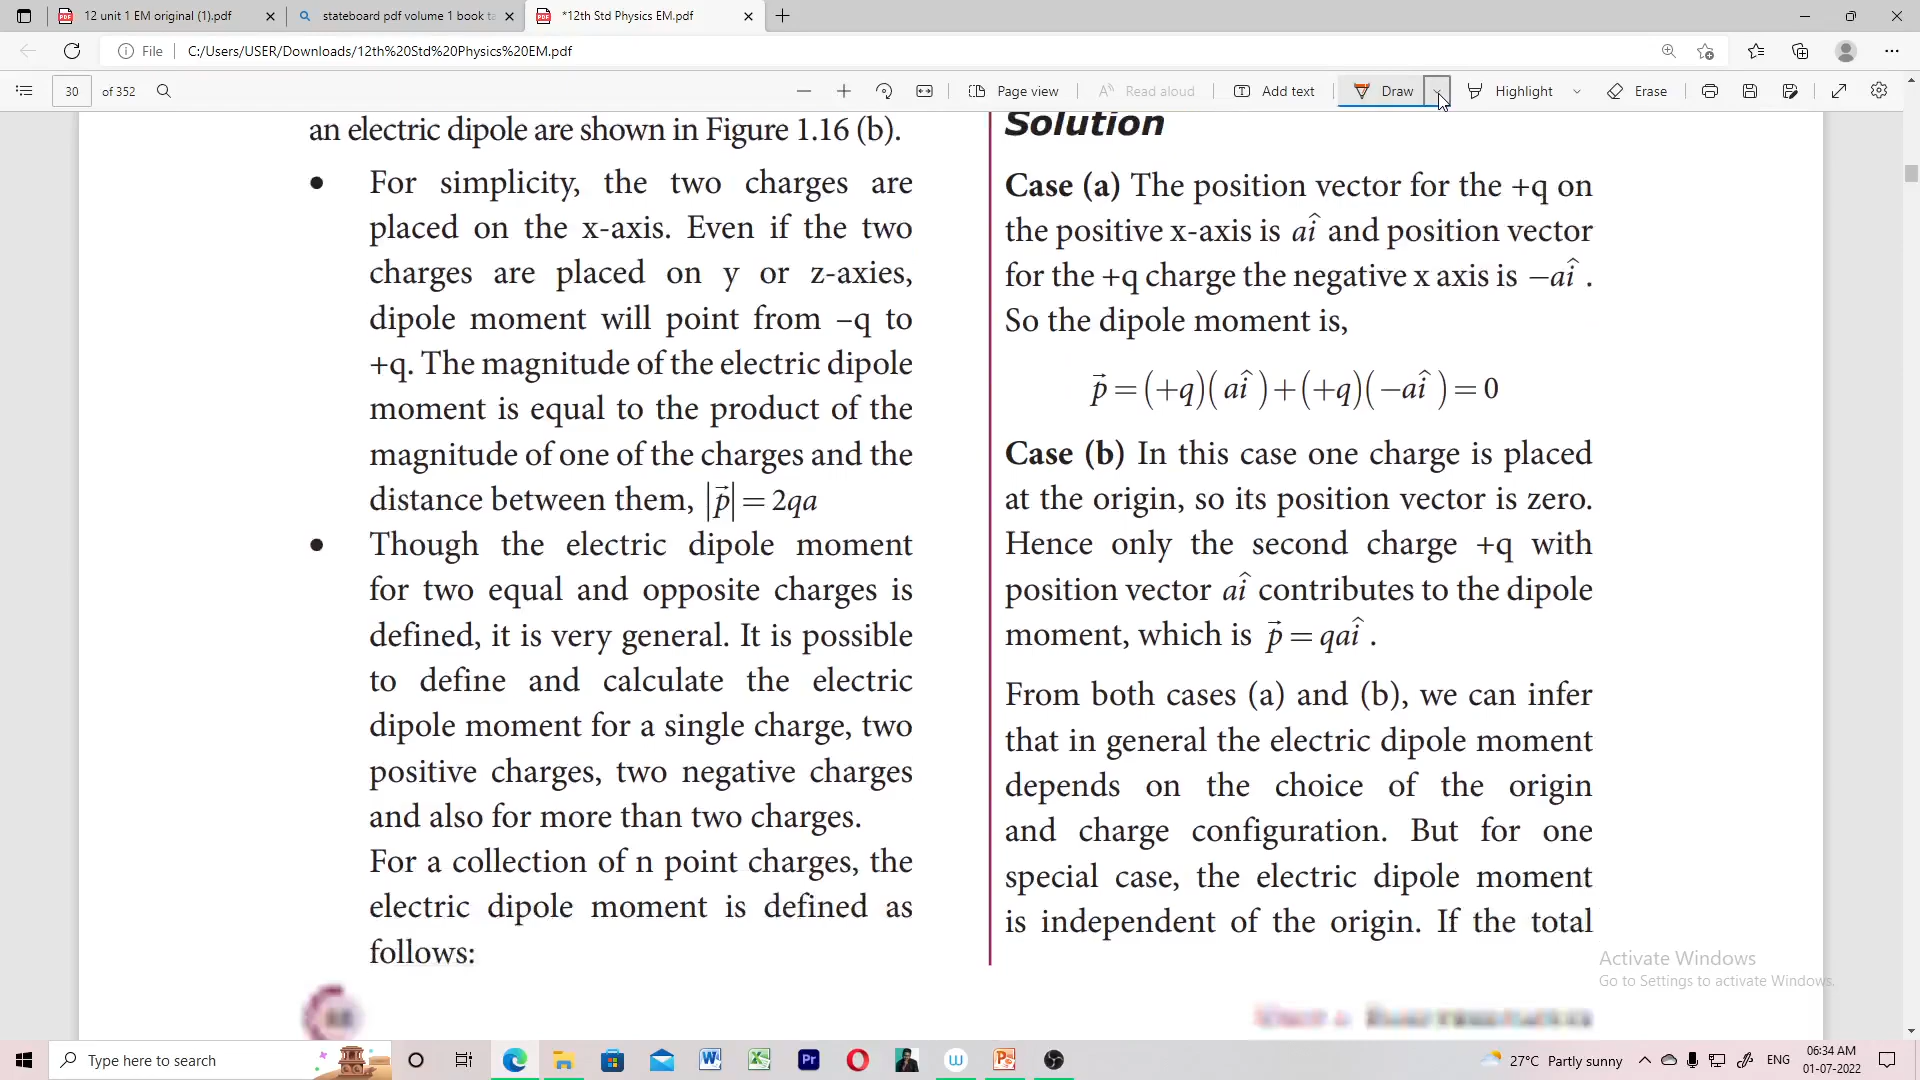 12 unit 1 EM original (1).pdf
stateboard pdf volume 1 book ta
*12th Std Physics EM.pdf
File
C:/Users/USER/Downloads/12th%20Std%20Physics%20EM.pdf
30
of 352
Page view
Read aloud
Add text
Draw
Highlight
Erase
an electric dipole are shown in Figure 1.16 (b).
• For simplicity, the two charges are
placed on the x-axis. Even if the two
charges are placed on y or z-axes,
dipole moment will point from –q to
+q. The magnitude of the electric dipole
moment is equal to the product of the
magnitude of one of the charges and the
distance between them, |p⃗| = 2qa
• Though the electric dipole moment
for two equal and opposite charges is
defined, it is very general. It is possible
to define and calculate the electric
dipole moment for a single charge, two
positive charges, two negative charges
and also for more than two charges.
For a collection of n point charges, the
electric dipole moment is defined as
follows:
Solution
Case (a) The position vector for the +q on
the positive x-axis is aî and position vector
for the +q charge the negative x axis is −aî .
So the dipole moment is,
p⃗ = (+q)(aî) + (+q)(−aî) = 0
Case (b) In this case one charge is placed
at the origin, so its position vector is zero.
Hence only the second charge +q with
position vector aî contributes to the dipole
moment, which is p⃗ = qaî .
From both cases (a) and (b), we can infer
that in general the electric dipole moment
depends on the choice of the origin
and charge configuration. But for one
special case, the electric dipole moment
is independent of the origin. If the total
Activate Windows
Go to Settings to activate Windows.
Type here to search
27°C Partly sunny
ENG
06:34 AM
01-07-2022